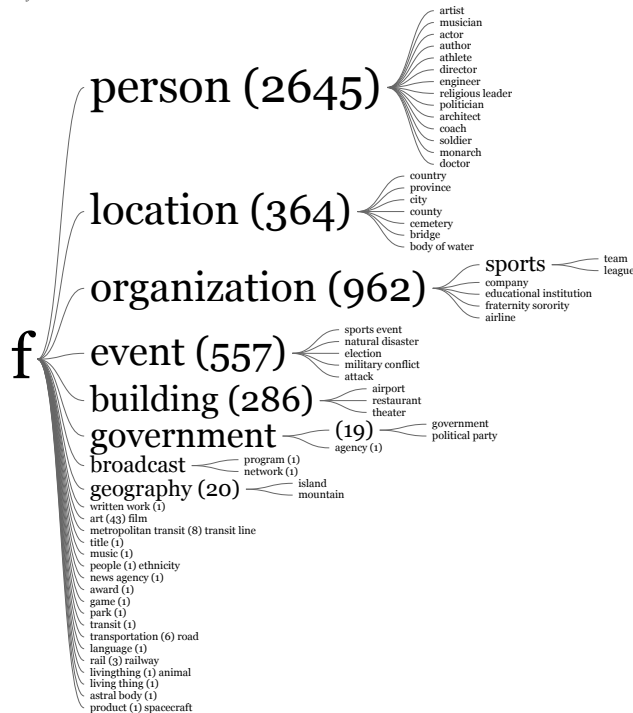 f
person (2645)
artist
musician
actor
author
athlete
director
engineer
religious leader
politician
architect
coach
soldier
monarch
doctor
location (364)
country
province
city
county
cemetery
bridge
body of water
organization (962)
sports
team
league
company
educational institution
fraternity sorority
airline
event (557)
sports event
natural disaster
election
military conflict
attack
building (286)
airport
restaurant
theater
government
(19)
government
political party
agency (1)
broadcast
program (1)
network (1)
geography (20)
island
mountain
written work (1)
art (43) film
metropolitan transit (8) transit line
title (1)
music (1)
people (1) ethnicity
news agency (1)
award (1)
game (1)
park (1)
transit (1)
transportation (6) road
language (1)
rail (3) railway
livingthing (1) animal
living thing (1)
astral body (1)
product (1) spacecraft